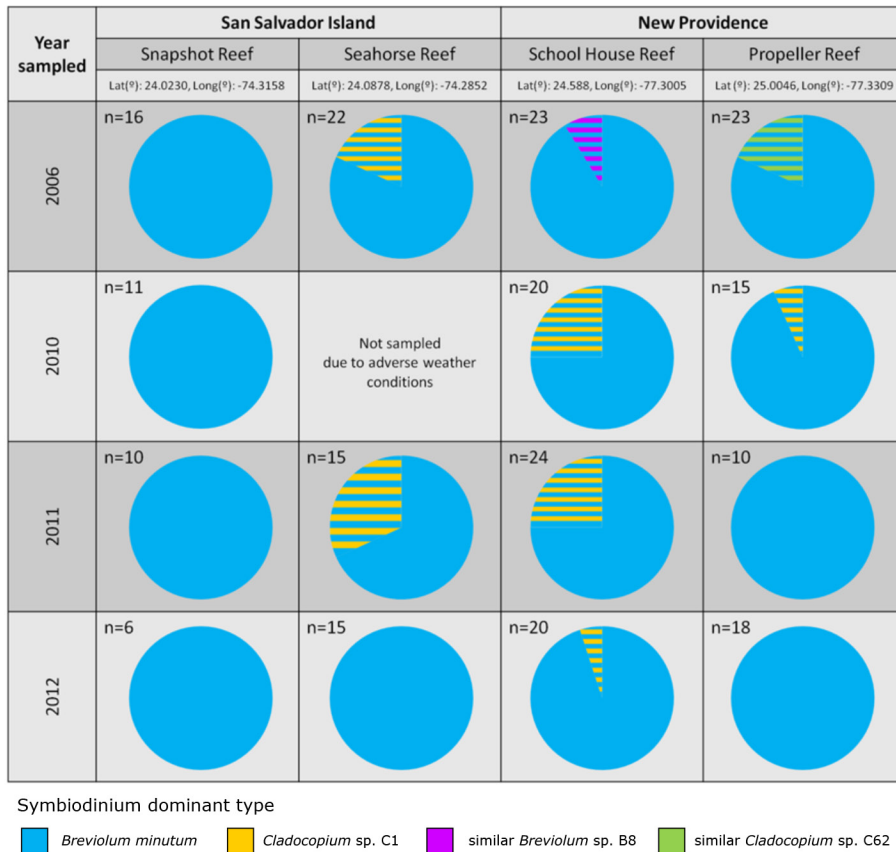 Year sampled
San Salvador Island
New Providence
Snapshot Reef
Seahorse Reef
School House Reef
Propeller Reef
Lat(º): 24.0230, Long(º): -74.3158
Lat(º): 24.0878, Long(º): -74.2852
Lat(º): 24.588, Long(º): -77.3005
Lat (º): 25.0046, Long(º): -77.3309
2006
n=16
n=22
n=23
n=23
2010
n=11
Not sampled
due to adverse weather
conditions
n=20
n=15
2011
n=10
n=15
n=24
n=10
2012
n=6
n=15
n=20
n=18
Symbiodinium dominant type
Breviolum minutum
Cladocopium sp. C1
similar Breviolum sp. B8
similar Cladocopium sp. C62